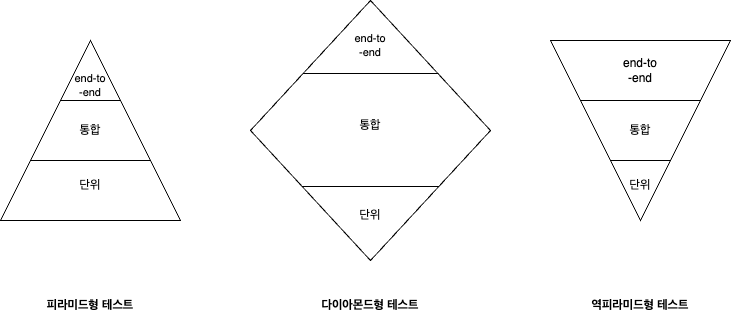 end-to
-end
통합
단위
피라미드형 테스트
end-to
-end
통합
단위
다이아몬드형 테스트
end-to
-end
통합
단위
역피라미드형 테스트